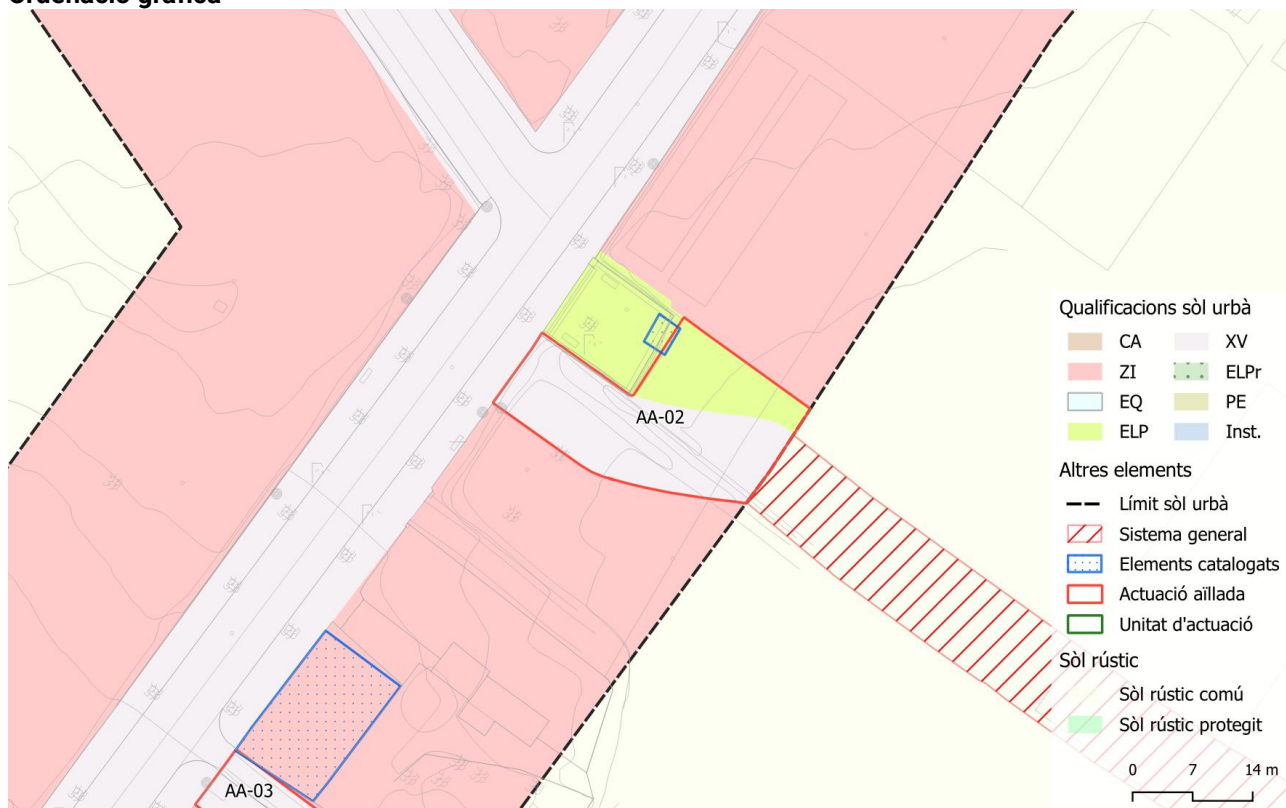 Ordenació gràfica
AA-02
AA-03
Qualificacions sòl urbà
CA XV
ZI ELPr
EQ PE
ELP Inst.
Altres elements
Límit sòl urbà
Sistema general
Elements catalogats
Actuació aïllada
Unitat d'actuació
Sòl rústic
Sòl rústic comú
Sòl rústic protegit
0 7 14 m